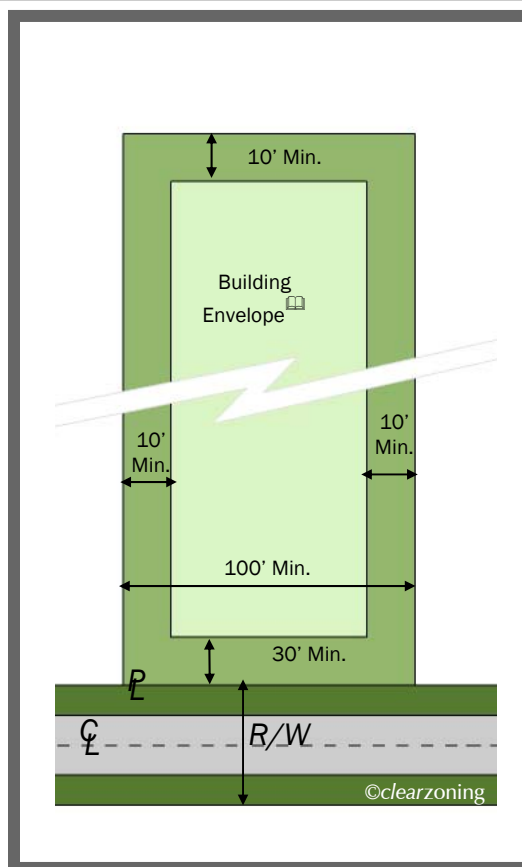 10’ Min.
Building
Envelope
10’
Min.
10’
Min.
100’ Min.
30’ Min.
PL
CL
R/W
©clearzoning